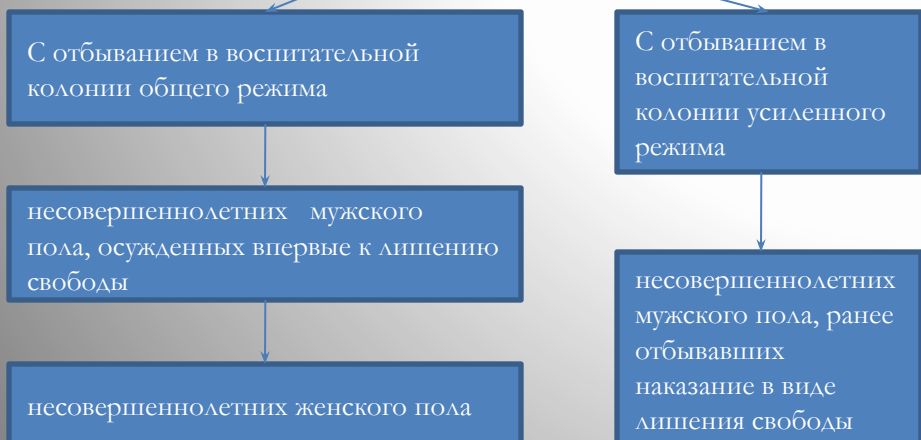 С отбыванием в воспитательной
колонии общего режима
несовершеннолетних мужского
пола, осужденных впервые к лишению
свободы
несовершеннолетних женского пола
С отбыванием в
воспитательной
колонии усиленного
режима
несовершеннолетних
мужского пола, ранее
отбывавших
наказание в виде
лишения свободы